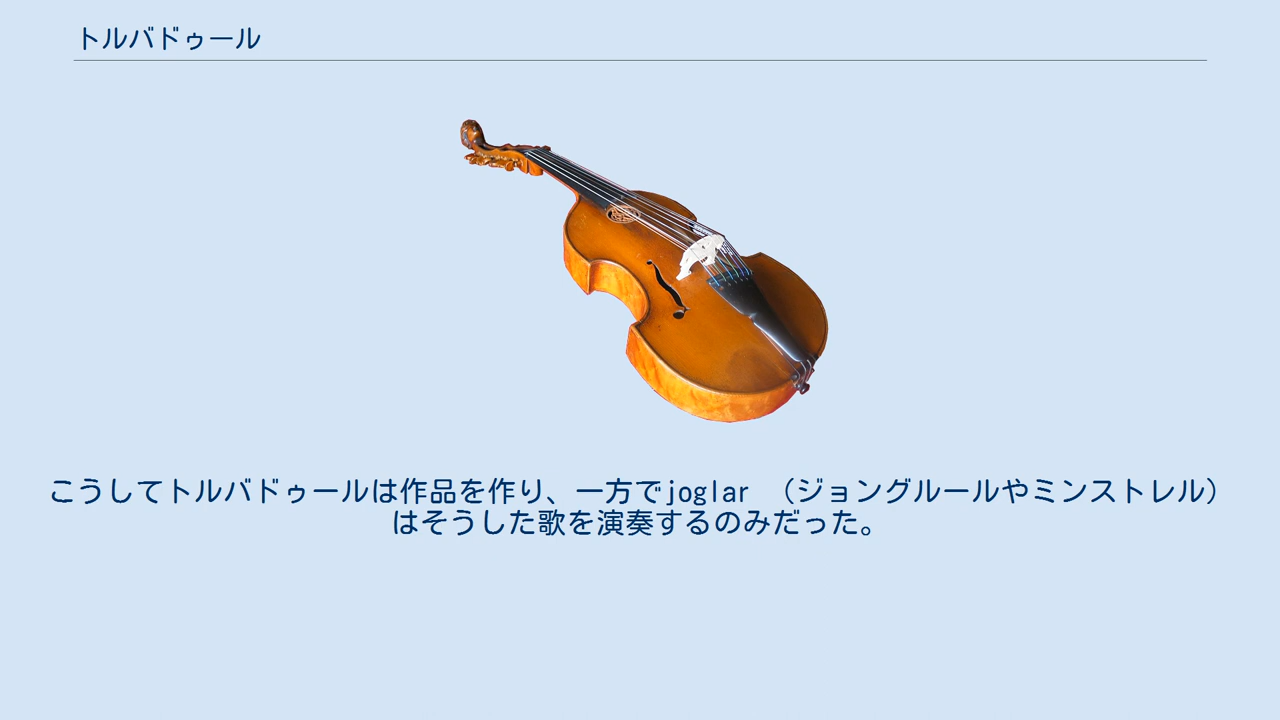 トルバドゥール
こうしてトルバドゥールは作品を作り、一方でjoglar （ジョングルールやミンストレル）
はそうした歌を演奏するのみだった。